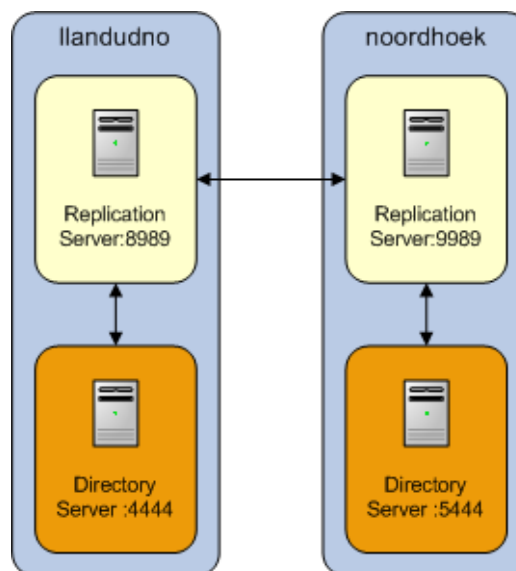 llandudno
noordhoek
Replication
Server:8989
Replication
Server:9989
Directory
Server :4444
Directory
Server :5444